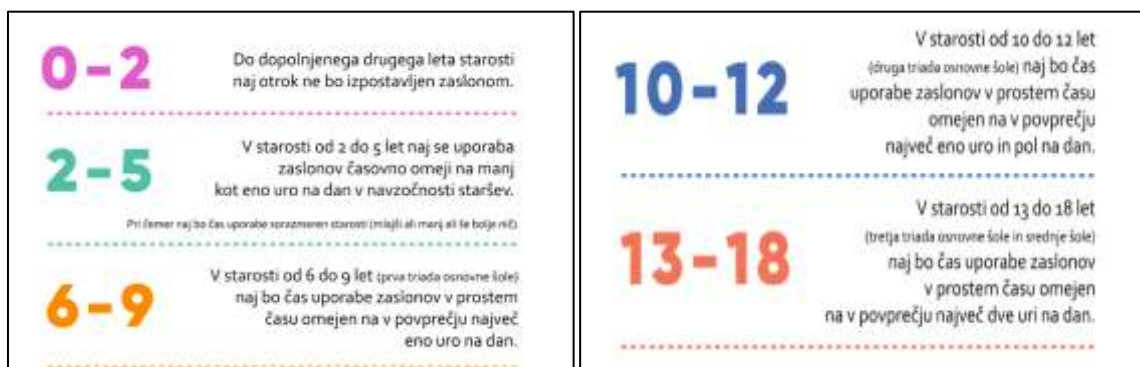 0-2
Do dopolnjenega drugega leta starosti
naj otrok ne bo izpostavljen zaslonom.
2-5
V starosti od 2 do 5 let naj se uporaba
zaslonov časovno omeji na manj
kot eno uro na dan v navzočnosti staršev.
Pri čemer naj bo čas uporabe sorazmeren starosti (mlajši ali manj ali še bolje nič).
6-9
V starosti od 6 do 9 let (prva triada osnovne šole)
naj bo čas uporabe zaslonov v prostem
času omejen na v povprečju največ
eno uro na dan.
10-12
V starosti od 10 do 12 let
(druga triada osnovne šole) naj bo čas
uporabe zaslonov v prostem času
omejen na v povprečju
največ eno uro in pol na dan.
13-18
V starosti od 13 do 18 let
(tretja triada osnovne šole in srednje šole)
naj bo čas uporabe zaslonov
v prostem času omejen
na v povprečju največ dve uri na dan.